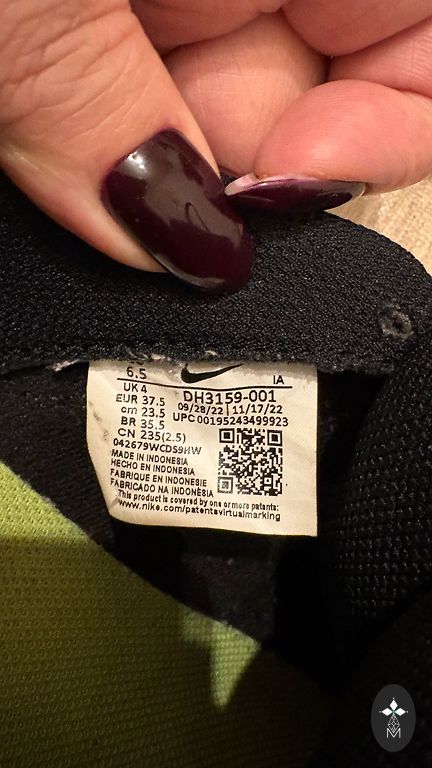 6.5
IA
UK 4
EUR 37.5
cm 23.5
BR 35.5
CN 235(2.5)
DH3159-001
09/28/22 | 11/17/22
UPC 00195243499923
042679WCDS9HW
MADE IN INDONESIA
HECHO EN INDONESIA
FABRIQUE EN INDONESIE
FABRICADO NA INDONÉSIA
This product is covered by one or more patents:
www.nike.com/patentsvirtualmarking
M